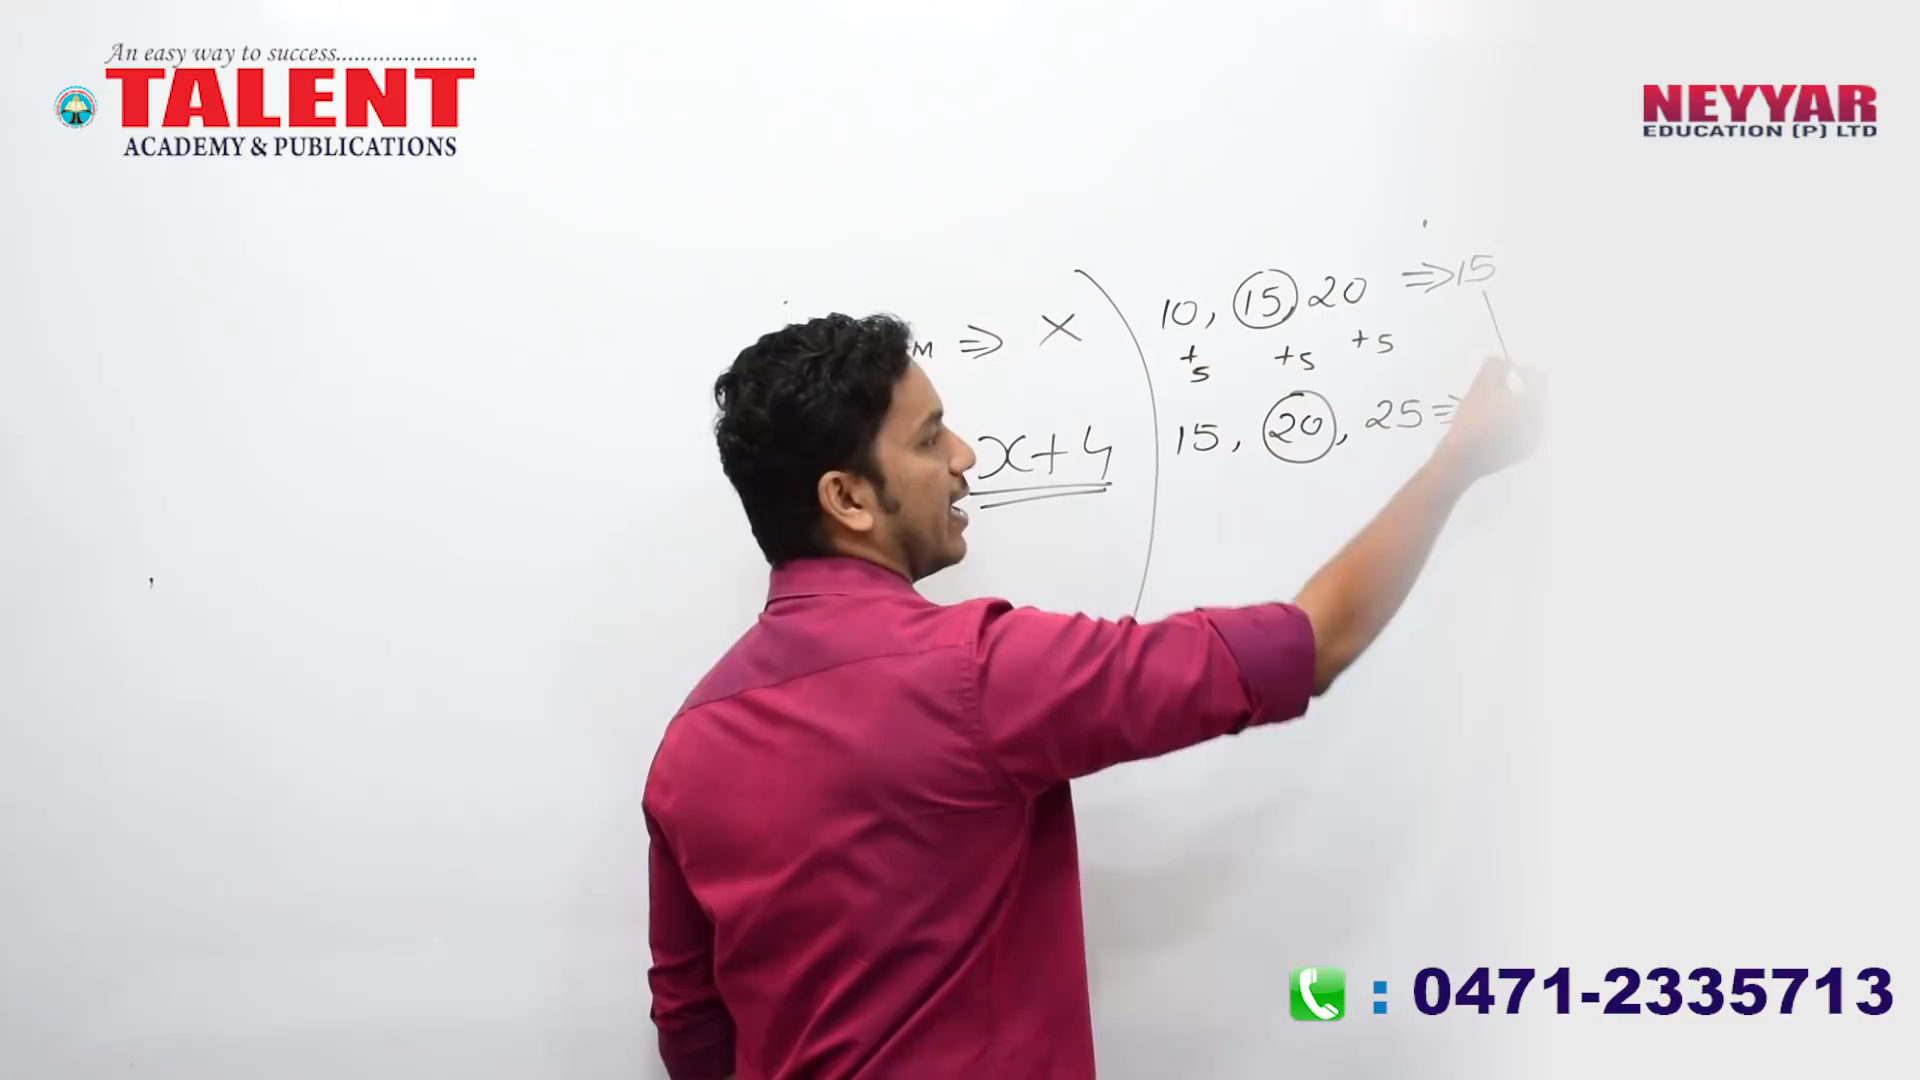 An easy way to success.......................
TALENT
ACADEMY & PUBLICATIONS
NEYYAR
EDUCATION (P) LTD
10, 15, 20 ⇒ 15
m ⇒ x
+5 +5 +5
15, 20, 25 ⇒
x+4
: 0471-2335713